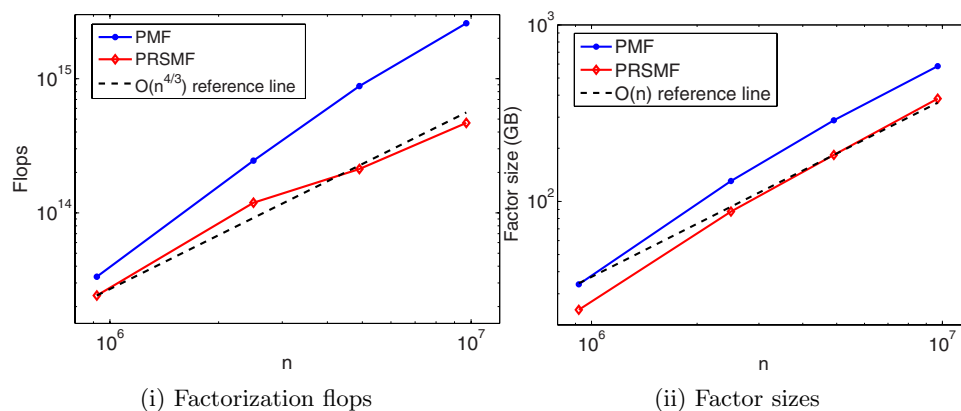 PMF
PRSMF
O(n^{4/3}) reference line
10^{15}
10^{14}
Flops
10^6
10^7
n
(i) Factorization flops
PMF
PRSMF
O(n) reference line
10^3
10^2
Factor size (GB)
10^6
10^7
n
(ii) Factor sizes